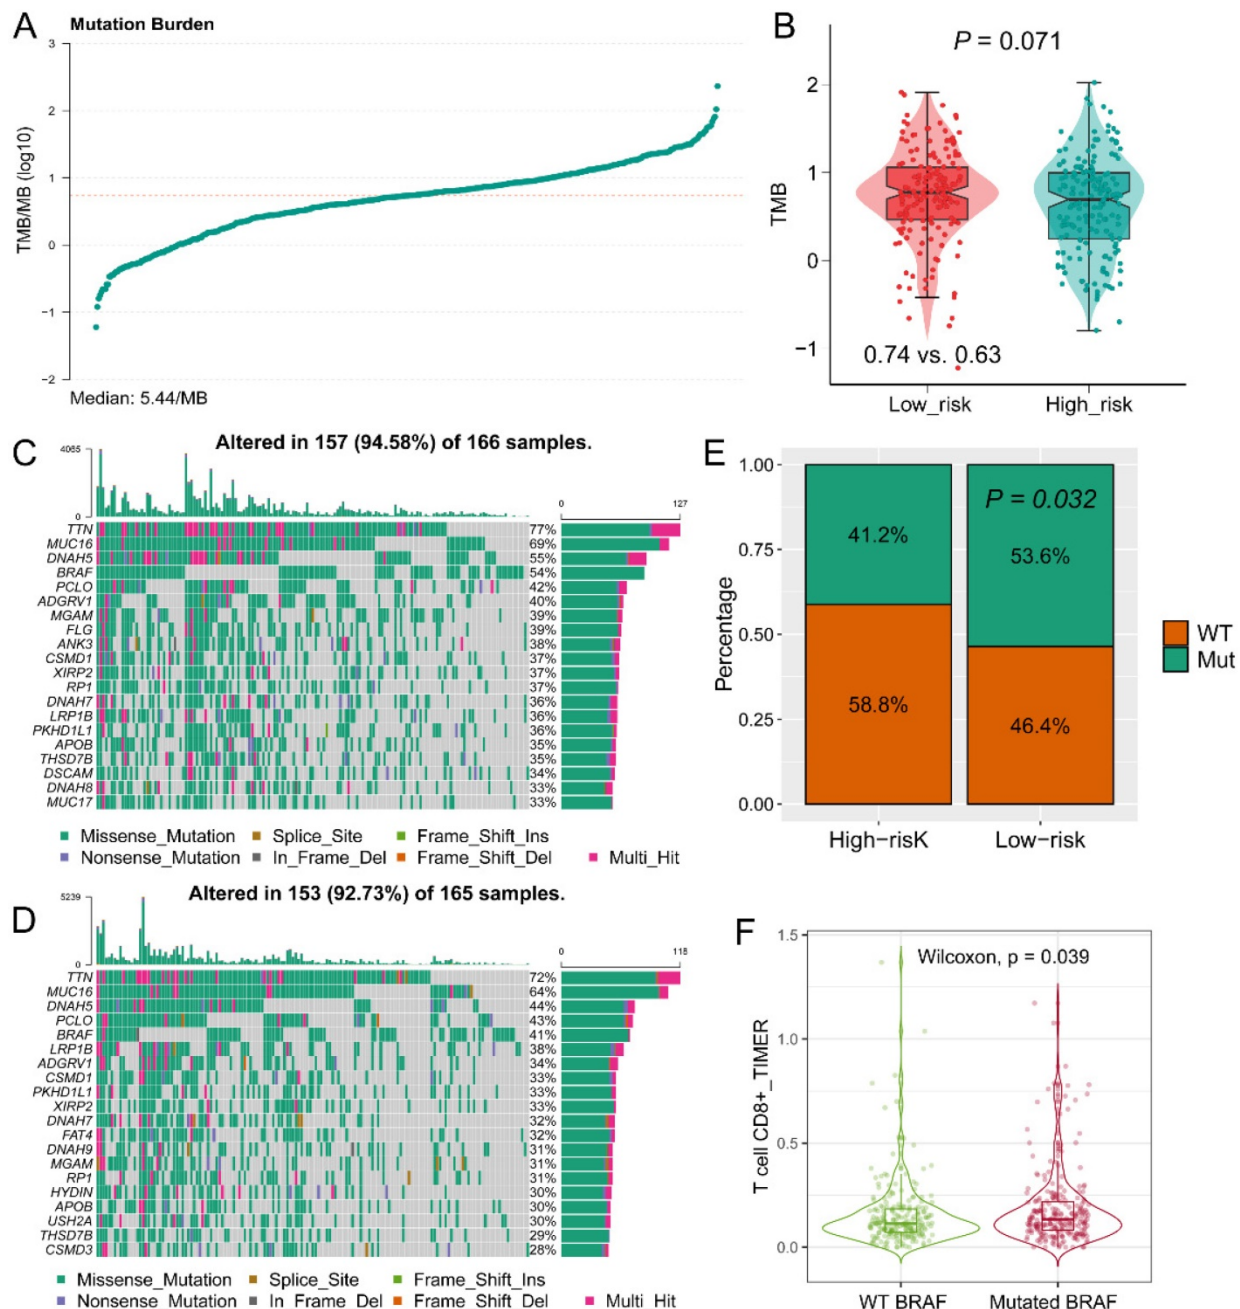 A
Mutation Burden
3
2
1
0
−1
−2
TMB/MB (log10)
Median: 5.44/MB
B
P = 0.071
2
1
0
−1
TMB
0.74 vs. 0.63
Low_risk High_risk
C
Altered in 157 (94.58%) of 166 samples.
4065
0
0 127
TTN 77%
MUC16 69%
DNAH5 55%
BRAF 54%
PCLO 42%
ADGRV1 40%
MGAM 39%
FLG 39%
ANK3 38%
CSMD1 37%
XIRP2 37%
RP1 37%
DNAH7 36%
LRP1B 36%
PKHD1L1 36%
APOB 35%
THSD7B 35%
DSCAM 34%
DNAH8 33%
MUC17 33%
Missense_Mutation Splice_Site Frame_Shift_Ins
Nonsense_Mutation In_Frame_Del Frame_Shift_Del Multi_Hit
D
Altered in 153 (92.73%) of 165 samples.
5239
0
0 118
TTN 72%
MUC16 64%
DNAH5 44%
PCLO 43%
BRAF 41%
LRP1B 38%
ADGRV1 34%
CSMD1 33%
PKHD1L1 33%
XIRP2 33%
DNAH7 32%
FAT4 32%
DNAH9 31%
MGAM 31%
RP1 31%
HYDIN 30%
APOB 30%
USH2A 30%
THSD7B 29%
CSMD3 28%
Missense_Mutation Splice_Site Frame_Shift_Ins
Nonsense_Mutation In_Frame_Del Frame_Shift_Del Multi_Hit
E
1.00
0.75
0.50
0.25
0.00
Percentage
P = 0.032
41.2% 53.6%
58.8% 46.4%
High−risK Low−risk
WT
Mut
F
1.5
1.0
0.5
0.0
T cell CD8+_TIMER
Wilcoxon, p = 0.039
WT BRAF Mutated BRAF